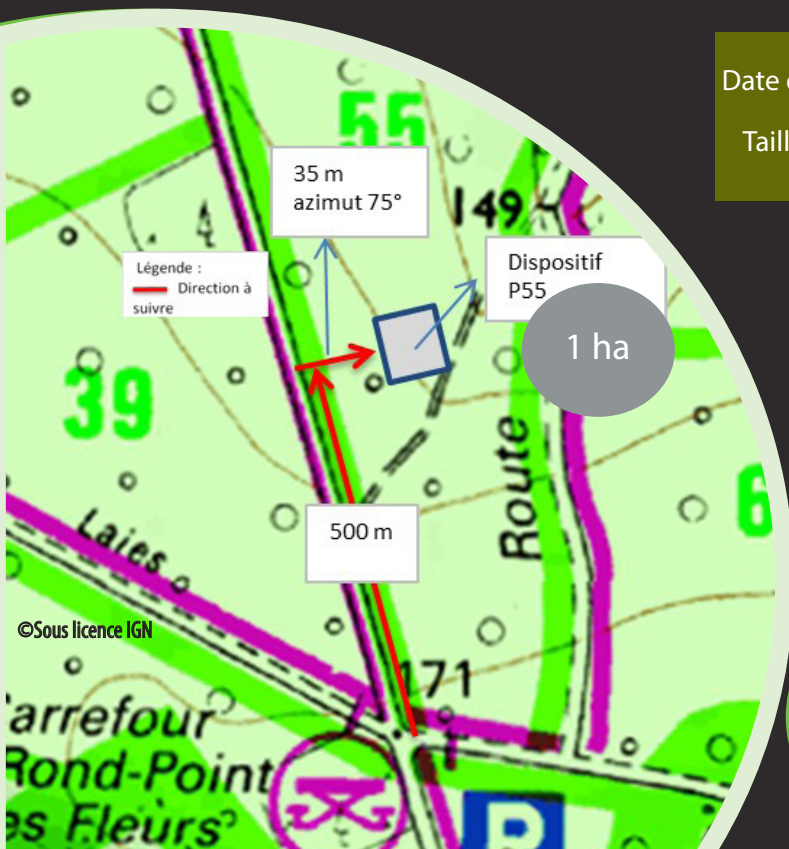 55
Date
Taill
35 m
azimut 75°
149
Dispositif
P55
Légende :
Direction à
suivre
1 ha
39
Route
6
500 m
Laies
©Sous licence IGN
171
arrefour
Rond-Point
es Fleurs
P